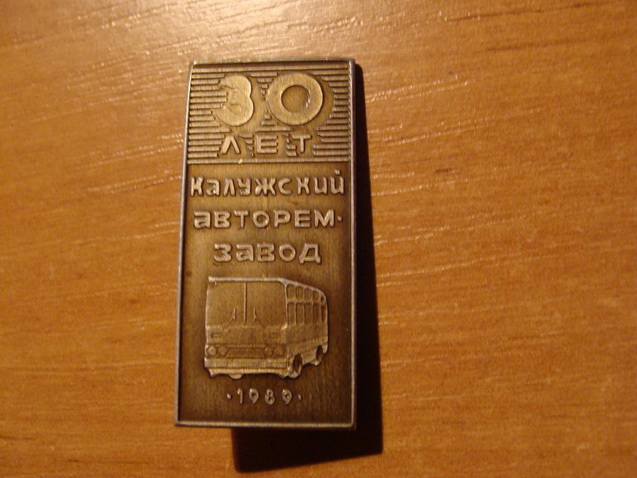 30
ЛЕТ
Калужский
авторем-
завод
·1989·